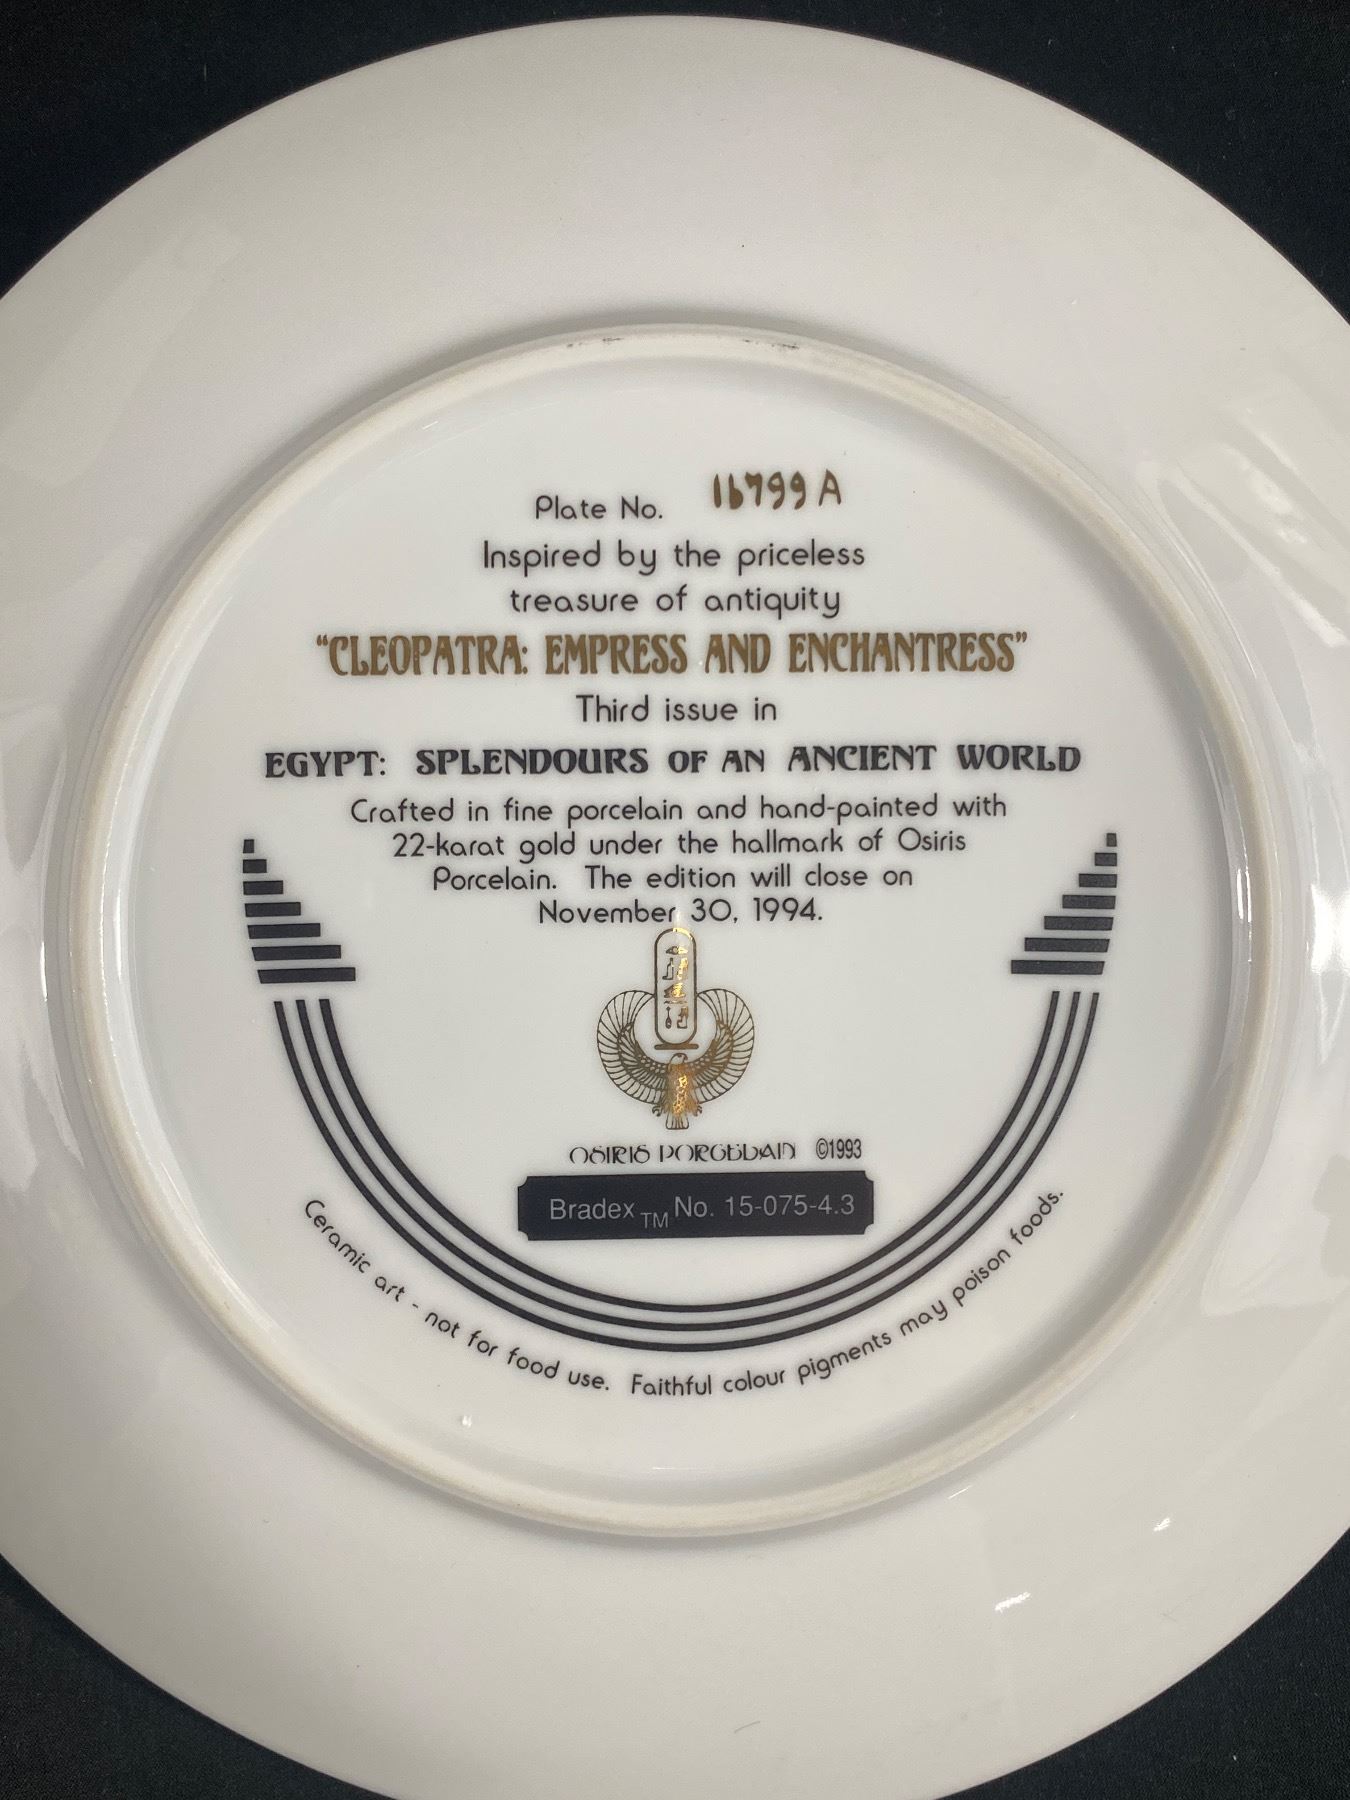 Plate No. 16799 A
Inspired by the priceless
treasure of antiquity
“CLEOPATRA: EMPRESS AND ENCHANTRESS”
Third issue in
EGYPT: SPLENDOURS OF AN ANCIENT WORLD
Crafted in fine porcelain and hand-painted with
22-karat gold under the hallmark of Osiris
Porcelain. The edition will close on
November 30, 1994.
OSIRIS PORCELAIN ©1993
Bradex TM No. 15-075-4.3
Ceramic art - not for food use. Faithful colour pigments may poison foods.